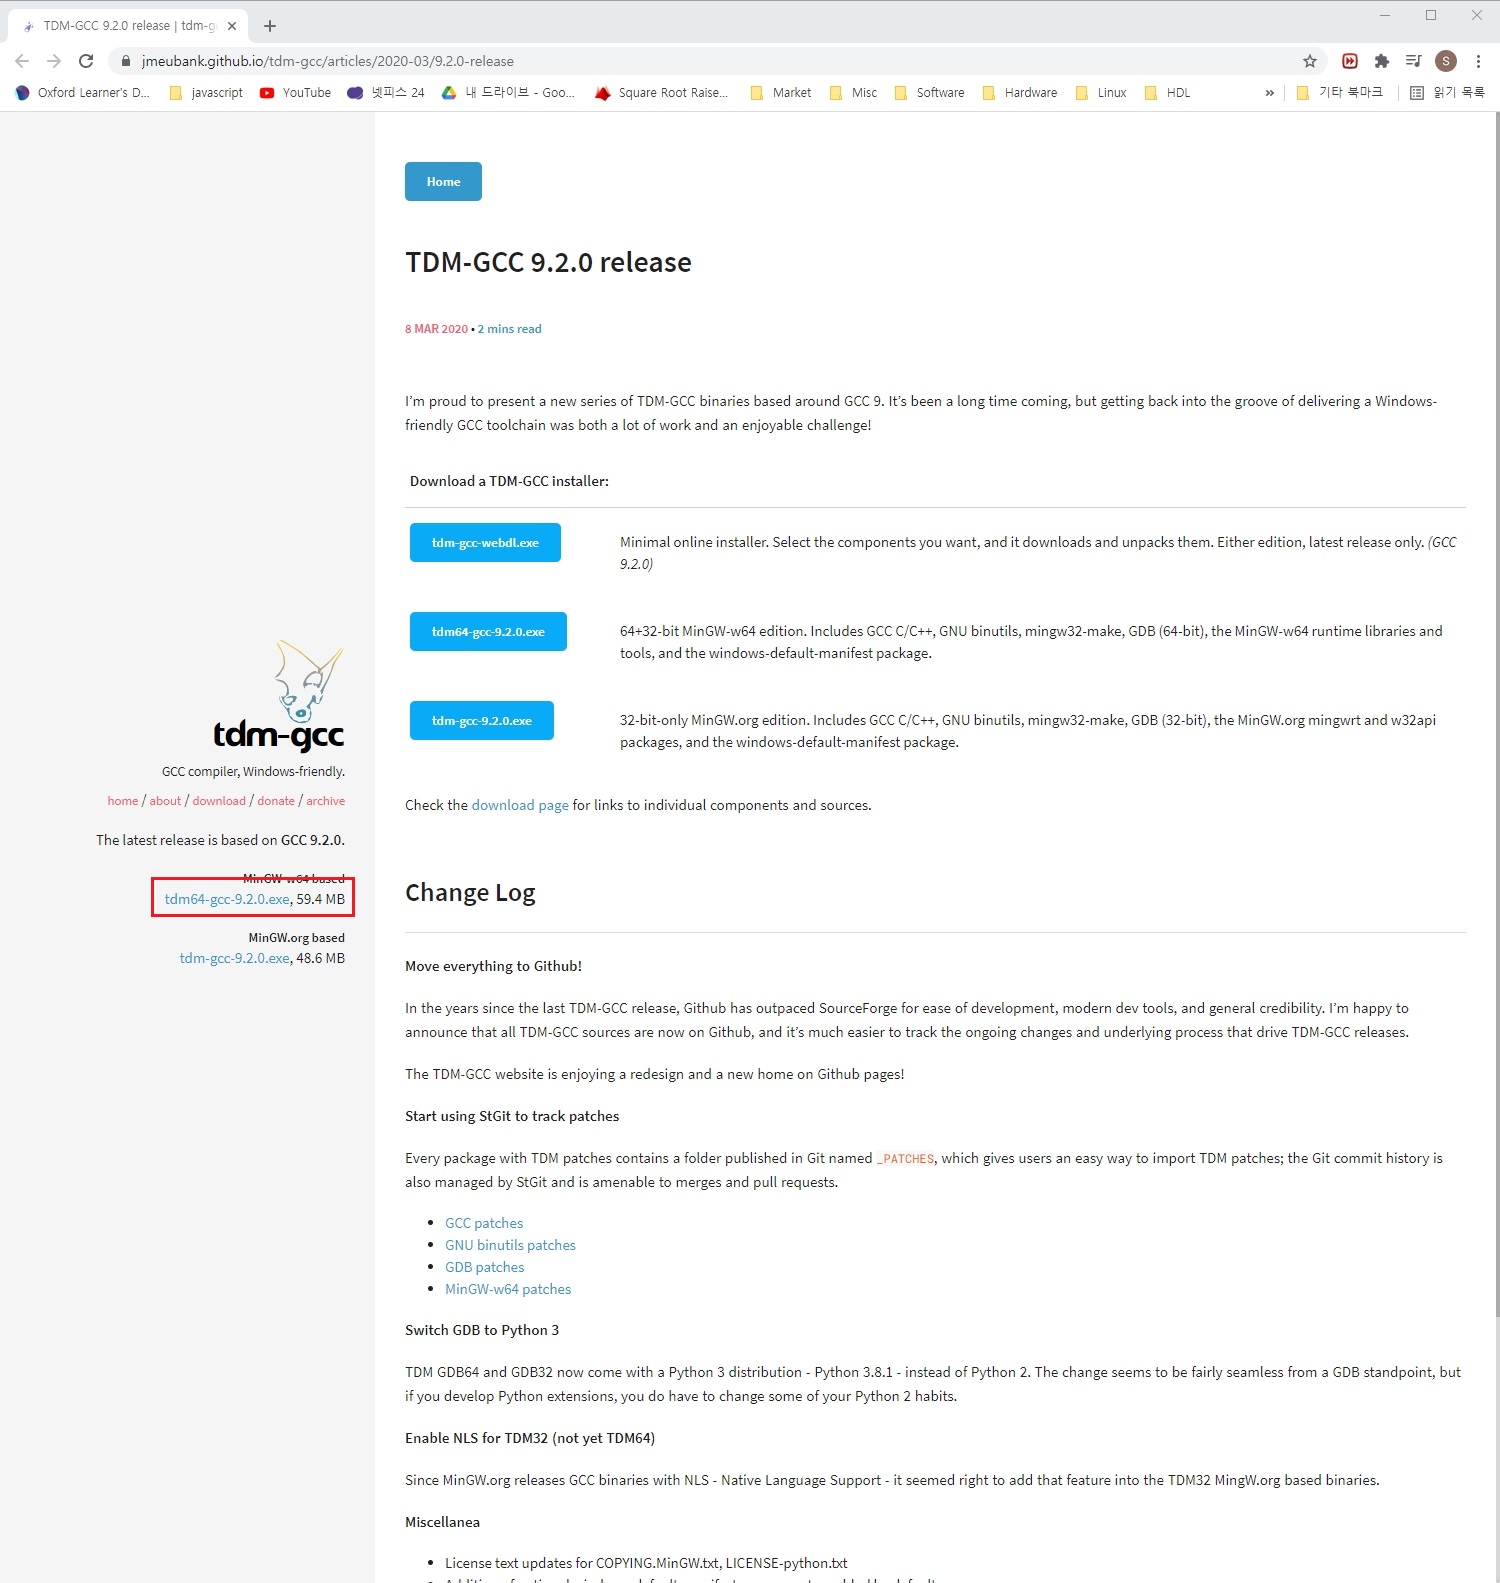 TDM-GCC 9.2.0 release | tdm-g
jmeubank.github.io/tdm-gcc/articles/2020-03/9.2.0-release
S
Oxford Learner's D...
javascript
YouTube
넷피스 24
내 드라이브 - Goo...
Square Root Raise...
Market
Misc
Software
Hardware
Linux
HDL
»
기타 북마크
읽기 목록
tdm-gcc
GCC compiler, Windows-friendly.
home / about / download / donate / archive
The latest release is based on GCC 9.2.0.
MinGW-w64 based
tdm64-gcc-9.2.0.exe, 59.4 MB
MinGW.org based
tdm-gcc-9.2.0.exe, 48.6 MB
Home
TDM-GCC 9.2.0 release
8 MAR 2020 • 2 mins read
I'm proud to present a new series of TDM-GCC binaries based around GCC 9. It's been a long time coming, but getting back into the groove of delivering a Windows-
friendly GCC toolchain was both a lot of work and an enjoyable challenge!
Download a TDM-GCC installer:
tdm-gcc-webdl.exe
Minimal online installer. Select the components you want, and it downloads and unpacks them. Either edition, latest release only. (GCC
9.2.0)
tdm64-gcc-9.2.0.exe
64+32-bit MinGW-w64 edition. Includes GCC C/C++, GNU binutils, mingw32-make, GDB (64-bit), the MinGW-w64 runtime libraries and
tools, and the windows-default-manifest package.
tdm-gcc-9.2.0.exe
32-bit-only MinGW.org edition. Includes GCC C/C++, GNU binutils, mingw32-make, GDB (32-bit), the MinGW.org mingwrt and w32api
packages, and the windows-default-manifest package.
Check the download page for links to individual components and sources.
Change Log
Move everything to Github!
In the years since the last TDM-GCC release, Github has outpaced SourceForge for ease of development, modern dev tools, and general credibility. I'm happy to
announce that all TDM-GCC sources are now on Github, and it's much easier to track the ongoing changes and underlying process that drive TDM-GCC releases.
The TDM-GCC website is enjoying a redesign and a new home on Github pages!
Start using StGit to track patches
Every package with TDM patches contains a folder published in Git named _PATCHES, which gives users an easy way to import TDM patches; the Git commit history is
also managed by StGit and is amenable to merges and pull requests.
• GCC patches
• GNU binutils patches
• GDB patches
• MinGW-w64 patches
Switch GDB to Python 3
TDM GDB64 and GDB32 now come with a Python 3 distribution - Python 3.8.1 - instead of Python 2. The change seems to be fairly seamless from a GDB standpoint, but
if you develop Python extensions, you do have to change some of your Python 2 habits.
Enable NLS for TDM32 (not yet TDM64)
Since MinGW.org releases GCC binaries with NLS - Native Language Support - it seemed right to add that feature into the TDM32 MingW.org based binaries.
Miscellanea
• License text updates for COPYING.MinGW.txt, LICENSE-python.txt